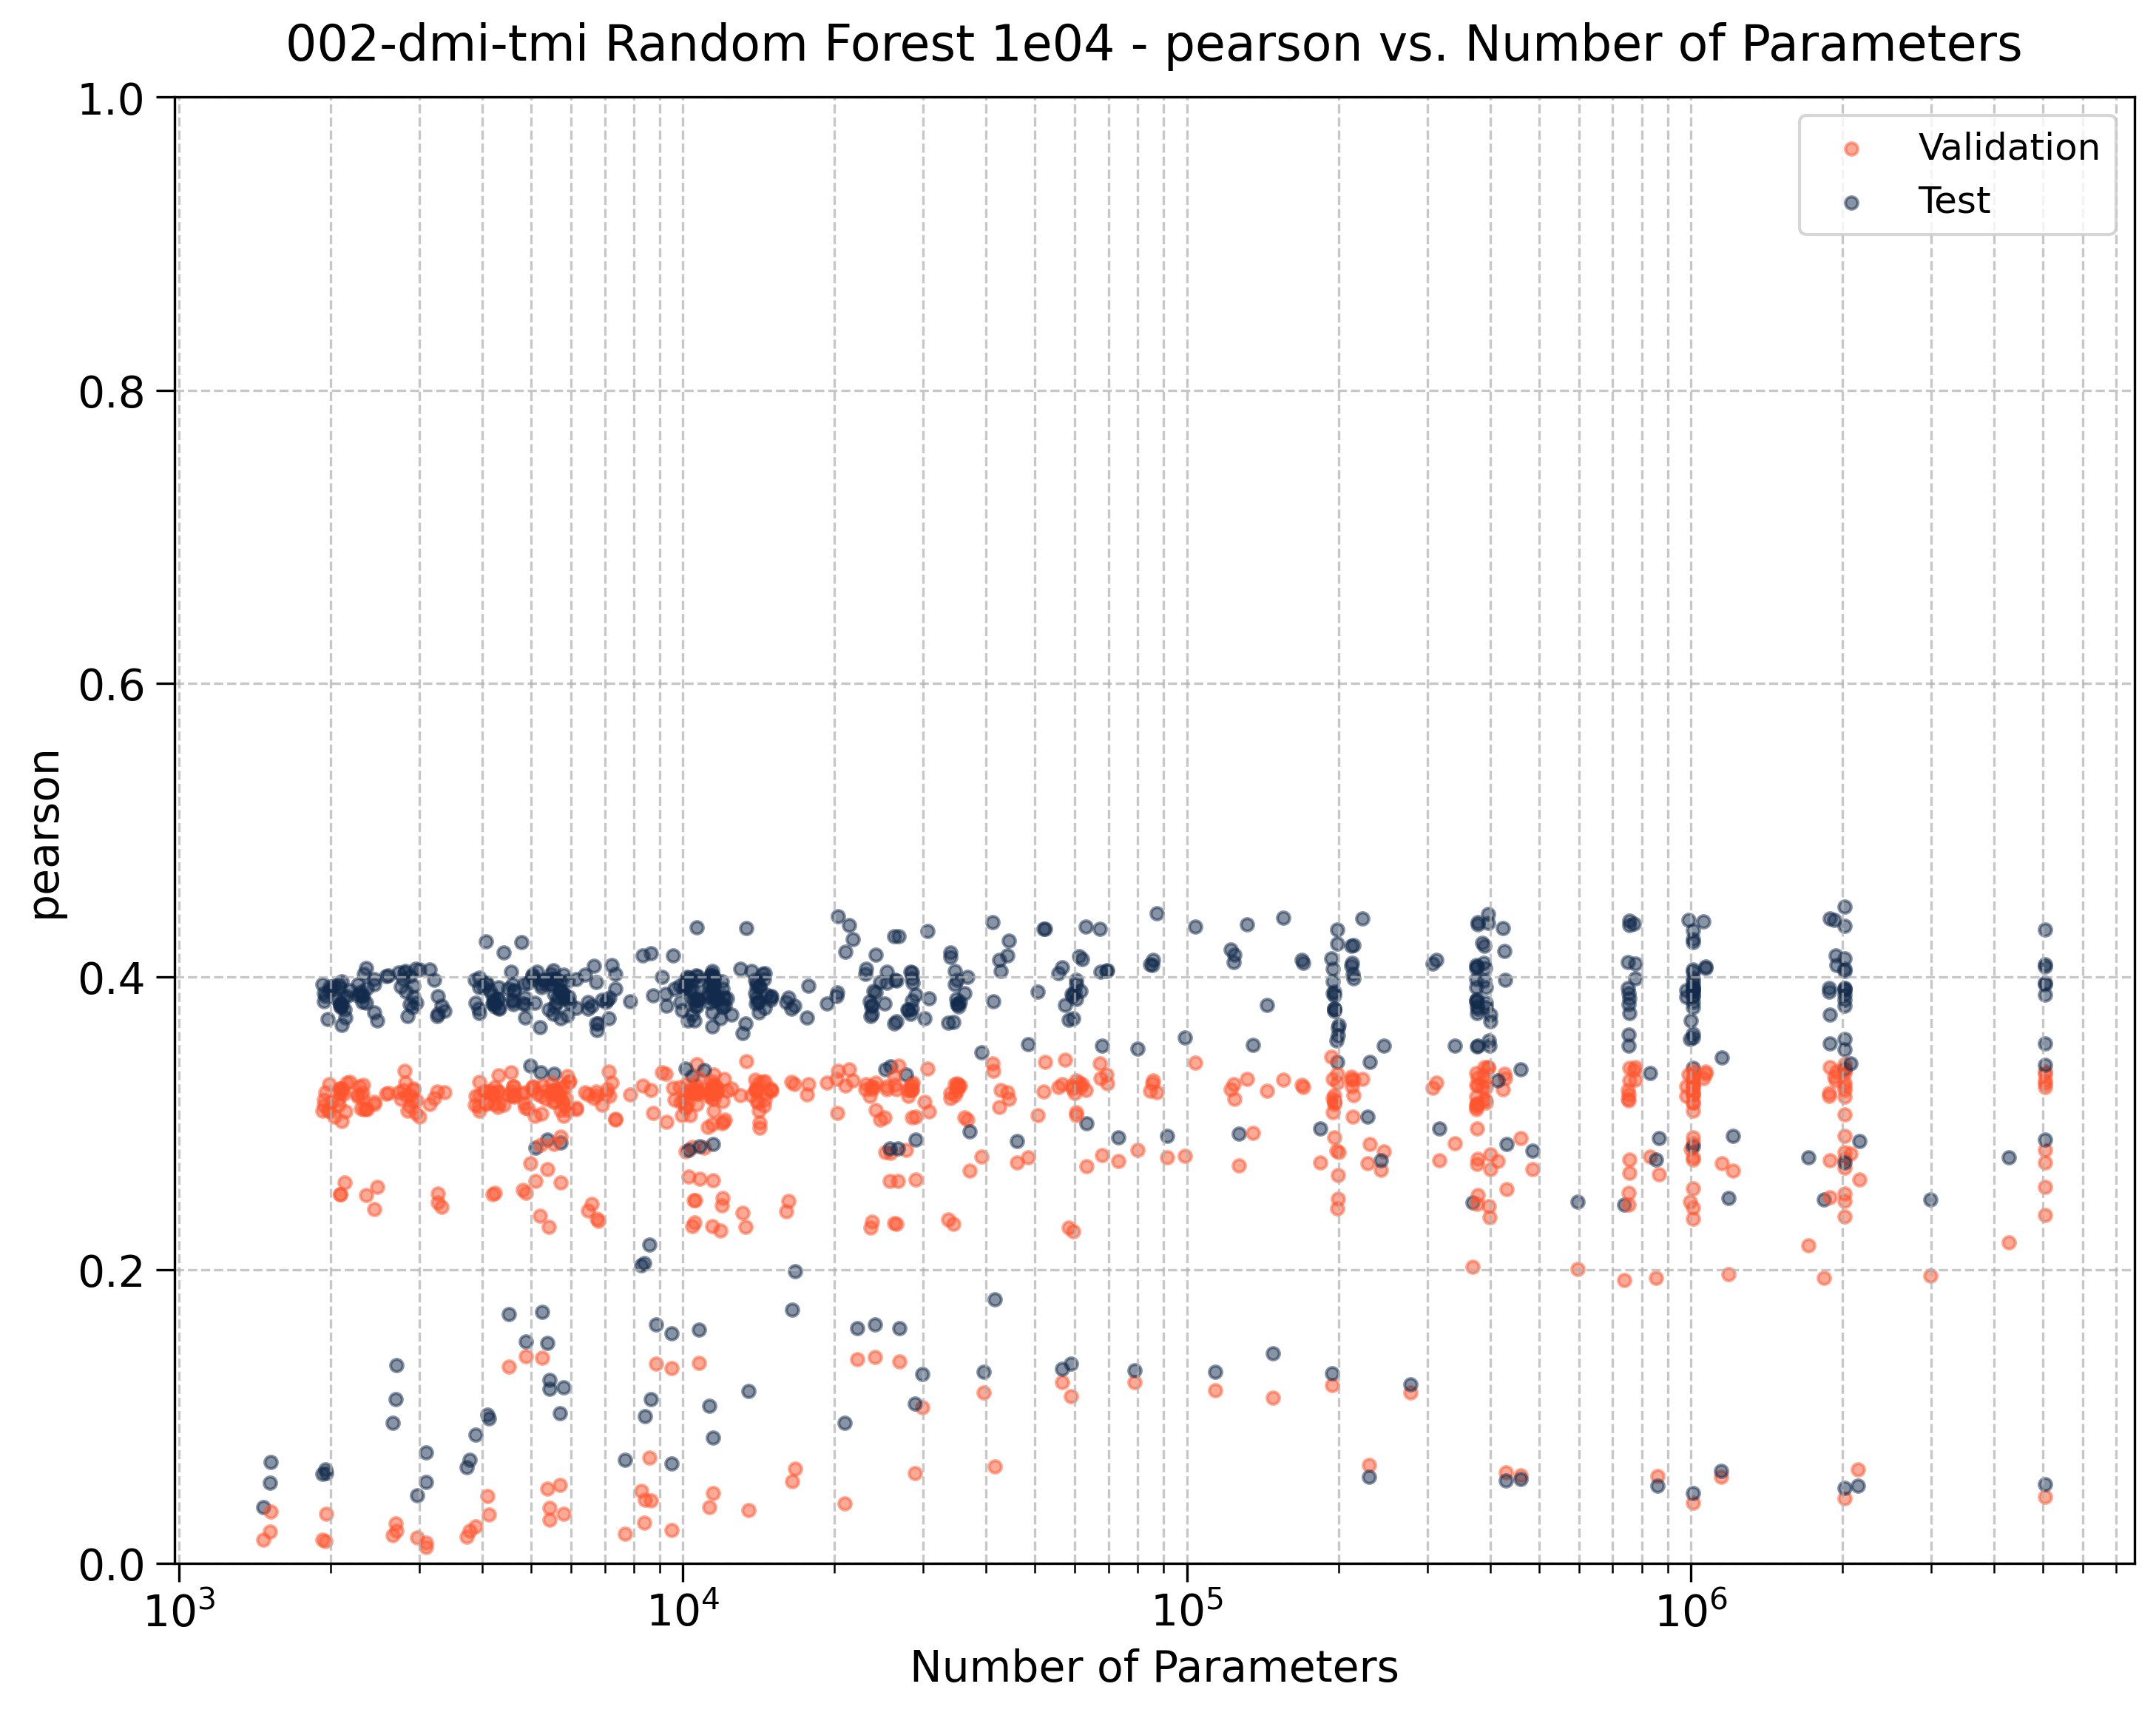 002-dmi-tmi Random Forest 1e04 - pearson vs. Number of Parameters
1.0
0.8
0.6
0.4
0.2
0.0
pearson
Validation
Test
10³ 10⁴ 10⁵ 10⁶
Number of Parameters